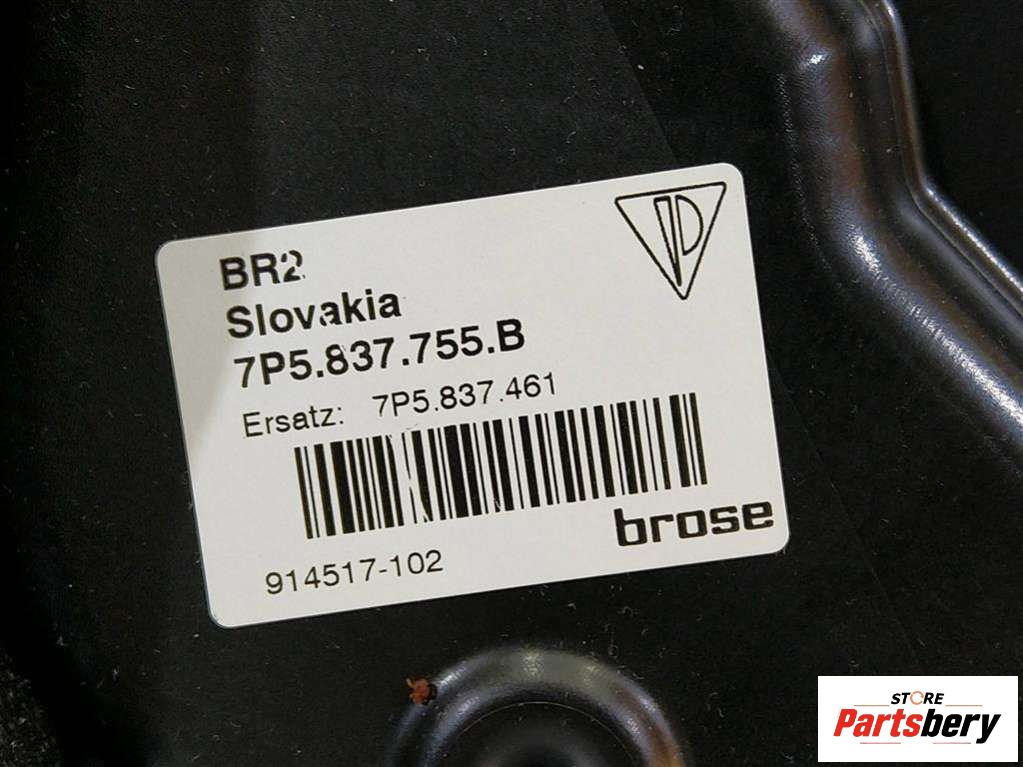 BR2
Slovakia
7P5.837.755.B
Ersatz: 7P5.837.461
brose
914517-102
STORE
Partsbery